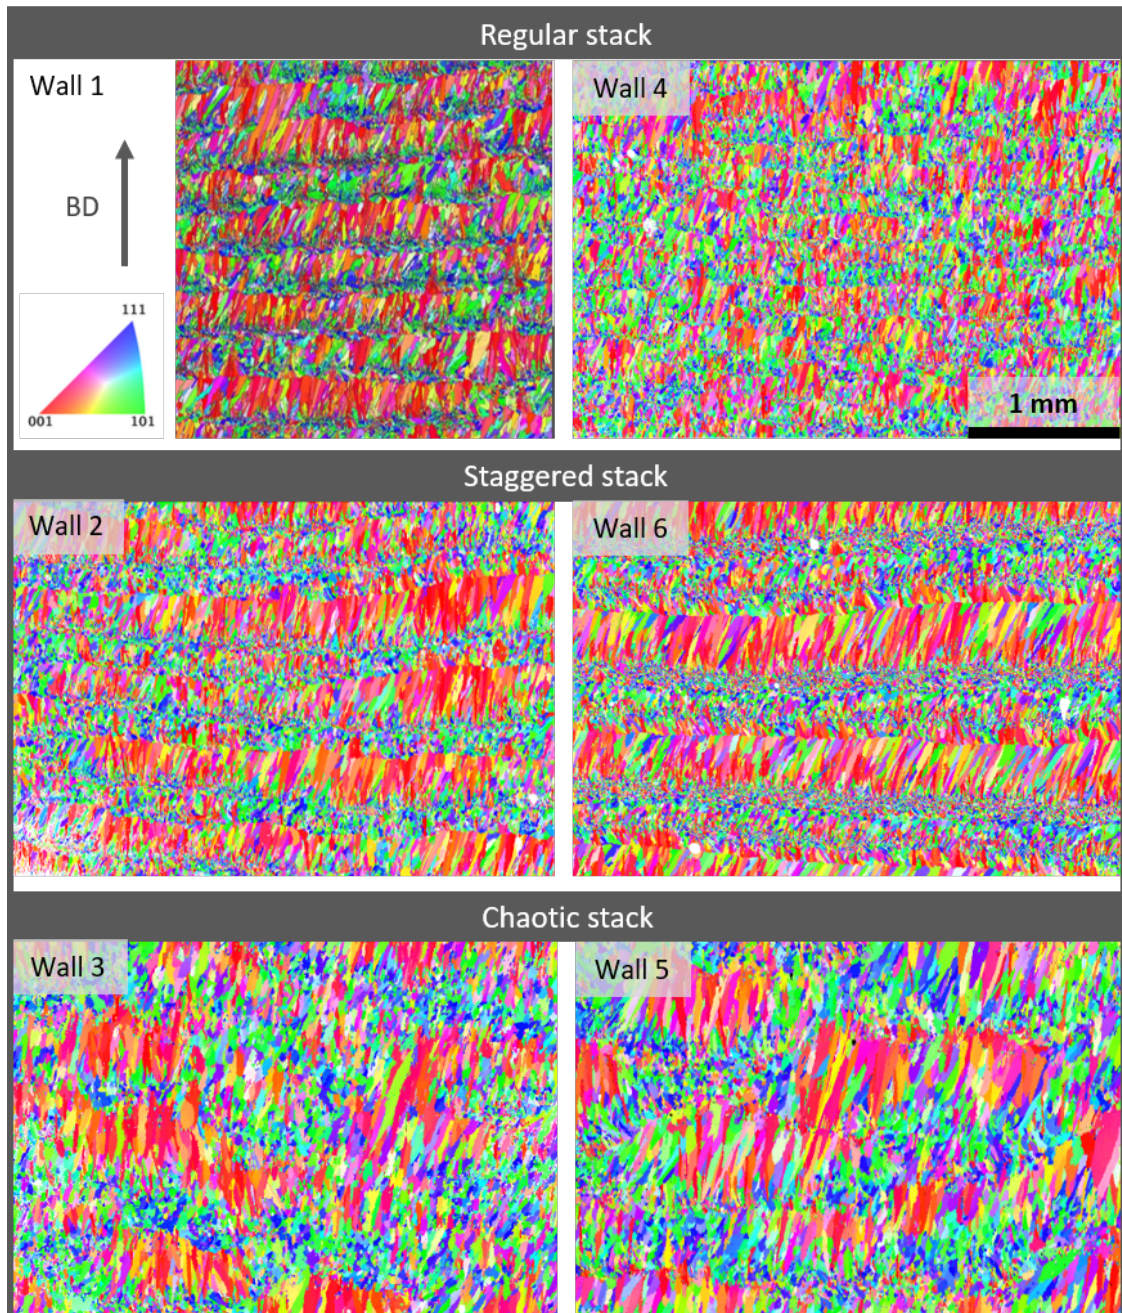 Regular stack
Wall 1
Wall 4
BD
111
001
101
1 mm
Staggered stack
Wall 2
Wall 6
Chaotic stack
Wall 3
Wall 5